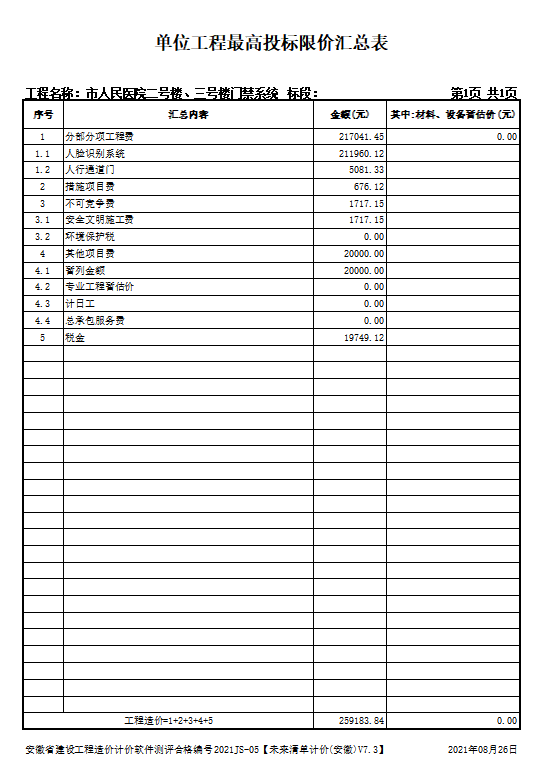 单位工程最高投标限价汇总表
工程名称：市人民医院二号楼、三号楼门禁系统 标段： 第1页 共1页
序号 汇总内容 金额(元) 其中:材料、设备暂估价(元)
1 分部分项工程费 217041.45 0.00
1.1 人脸识别系统 211960.12
1.2 人行通道门 5081.33
2 措施项目费 676.12
3 不可竞争费 1717.15
3.1 安全文明施工费 1717.15
3.2 环境保护税 0.00
4 其他项目费 20000.00
4.1 暂列金额 20000.00
4.2 专业工程暂估价 0.00
4.3 计日工 0.00
4.4 总承包服务费 0.00
5 税金 19749.12
工程造价=1+2+3+4+5 259183.84 0.00
安徽省建设工程造价计价软件测评合格编号2021JS-05【未来清单计价(安徽)V7.3】 2021年08月26日